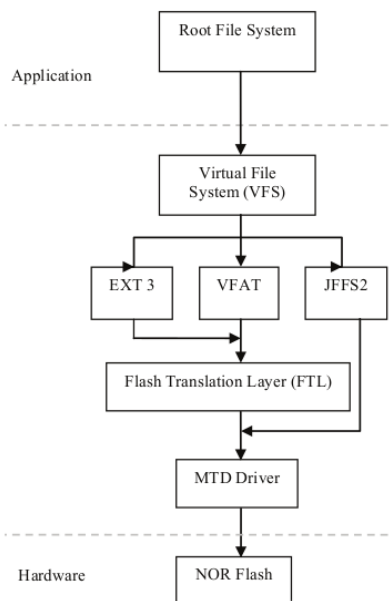 Root File System
Application
Virtual File
System (VFS)
EXT 3
VFAT
JFFS2
Flash Translation Layer (FTL)
MTD Driver
Hardware
NOR Flash